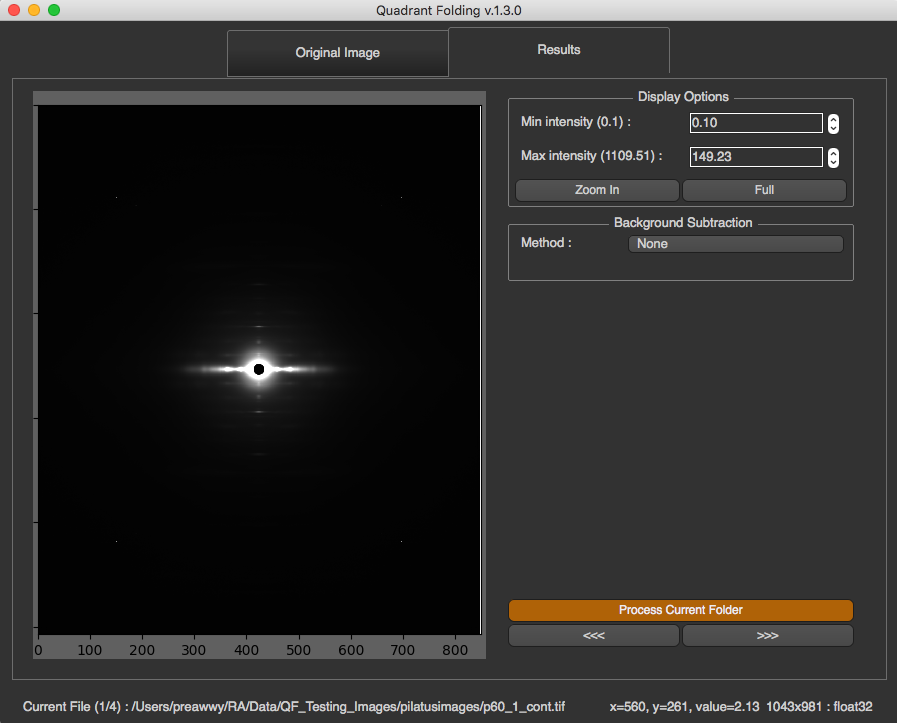 Quadrant Folding v.1.3.0
Original Image
Results
Display Options
Min intensity (0.1) :
0.10
Max intensity (1109.51) :
149.23
Zoom In
Full
Background Subtraction
Method :
None
0 100 200 300 400 500 600 700 800
Process Current Folder
<<<
>>>
Current File (1/4) : /Users/preawwy/RA/Data/QF_Testing_Images/pilatusimages/p60_1_cont.tif
x=560, y=261, value=2.13 1043x981 : float32